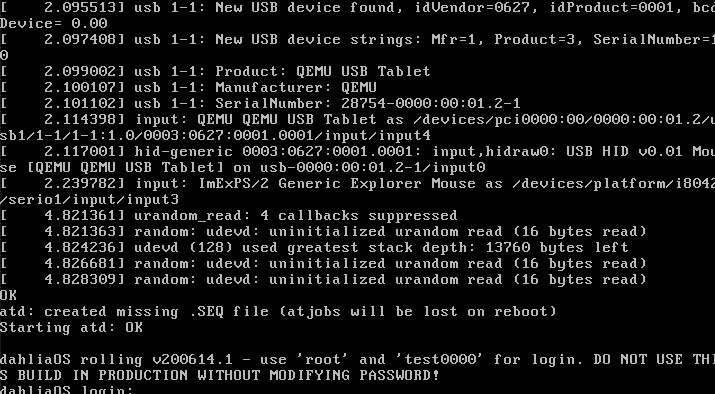 [    2.095513] usb 1-1: New USB device found, idVendor=0627, idProduct=0001, bcd
Device= 0.00
[    2.097408] usb 1-1: New USB device strings: Mfr=1, Product=3, SerialNumber=1
0
[    2.099002] usb 1-1: Product: QEMU USB Tablet
[    2.100107] usb 1-1: Manufacturer: QEMU
[    2.101102] usb 1-1: SerialNumber: 28754-0000:00:01.2-1
[    2.114398] input: QEMU QEMU USB Tablet as /devices/pci0000:00/0000:00:01.2/u
sb1/1-1/1-1:1.0/0003:0627:0001.0001/input/input4
[    2.117001] hid-generic 0003:0627:0001.0001: input,hidraw0: USB HID v0.01 Mou
se [QEMU QEMU USB Tablet] on usb-0000:00:01.2-1/input0
[    2.239782] input: ImExPS/2 Generic Explorer Mouse as /devices/platform/i8042
/serio1/input/input3
[    4.821361] urandom_read: 4 callbacks suppressed
[    4.821363] random: udevd: uninitialized urandom read (16 bytes read)
[    4.824236] udevd (128) used greatest stack depth: 13760 bytes left
[    4.826681] random: udevd: uninitialized urandom read (16 bytes read)
[    4.828309] random: udevd: uninitialized urandom read (16 bytes read)
OK
atd: created missing .SEQ file (atjobs will be lost on reboot)
Starting atd: OK
dahliaOS rolling v200614.1 - use 'root' and 'test0000' for login. DO NOT USE THI
S BUILD IN PRODUCTION WITHOUT MODIFYING PASSWORD!
dahliaOS login: